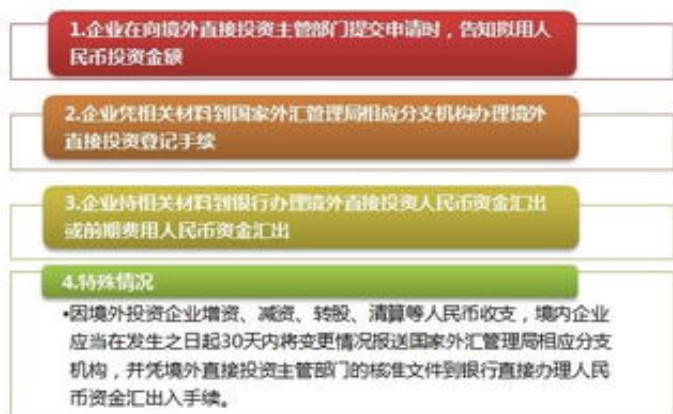 1.企业在向境外直接投资主管部门提交申请时，告知拟用人
民币投资金额
2.企业凭相关材料到国家外汇管理局相应分支机构办理境外
直接投资登记手续
3.企业持相关材料到银行办理境外直接投资人民币资金汇出
或前期费用人民币资金汇出
4.特殊情况
•因境外投资企业增资、减资、转股、清算等人民币收支，境内企业
应当在发生之日起30天内将变更情况报送国家外汇管理局相应分支
机构，并凭境外直接投资主管部门的核准文件到银行直接办理人民
币资金汇出入手续。